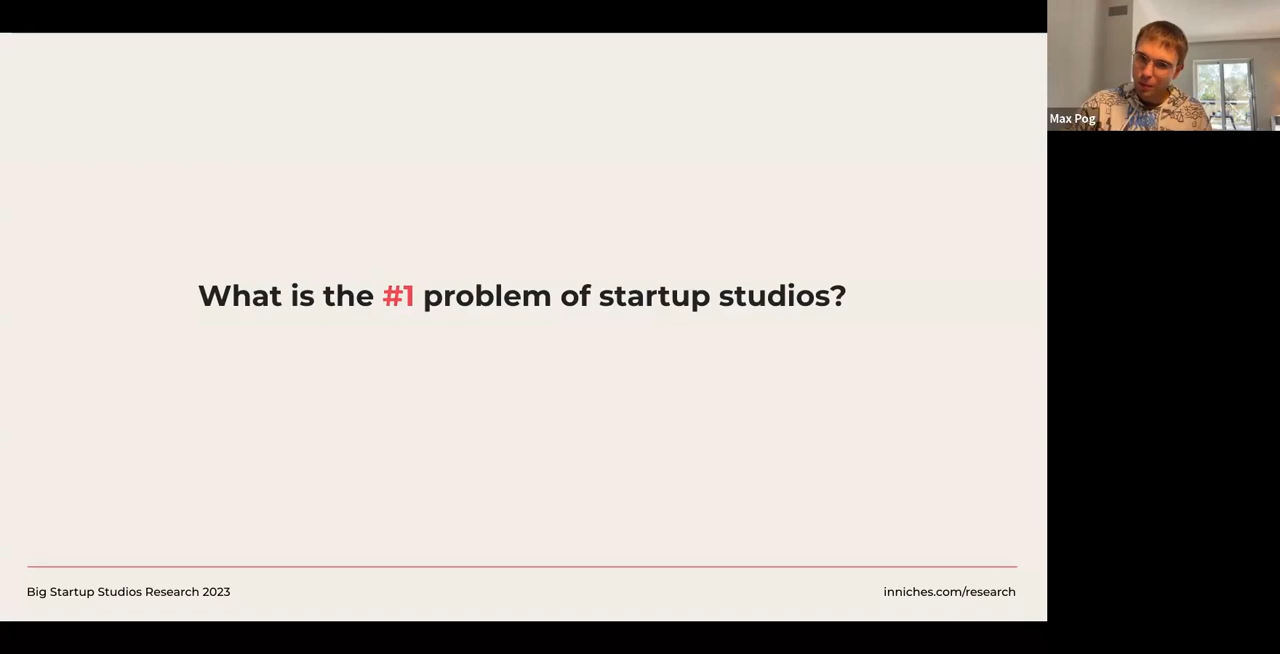 What is the #1 problem of startup studios?
Big Startup Studios Research 2023
inniches.com/research
Max Pog